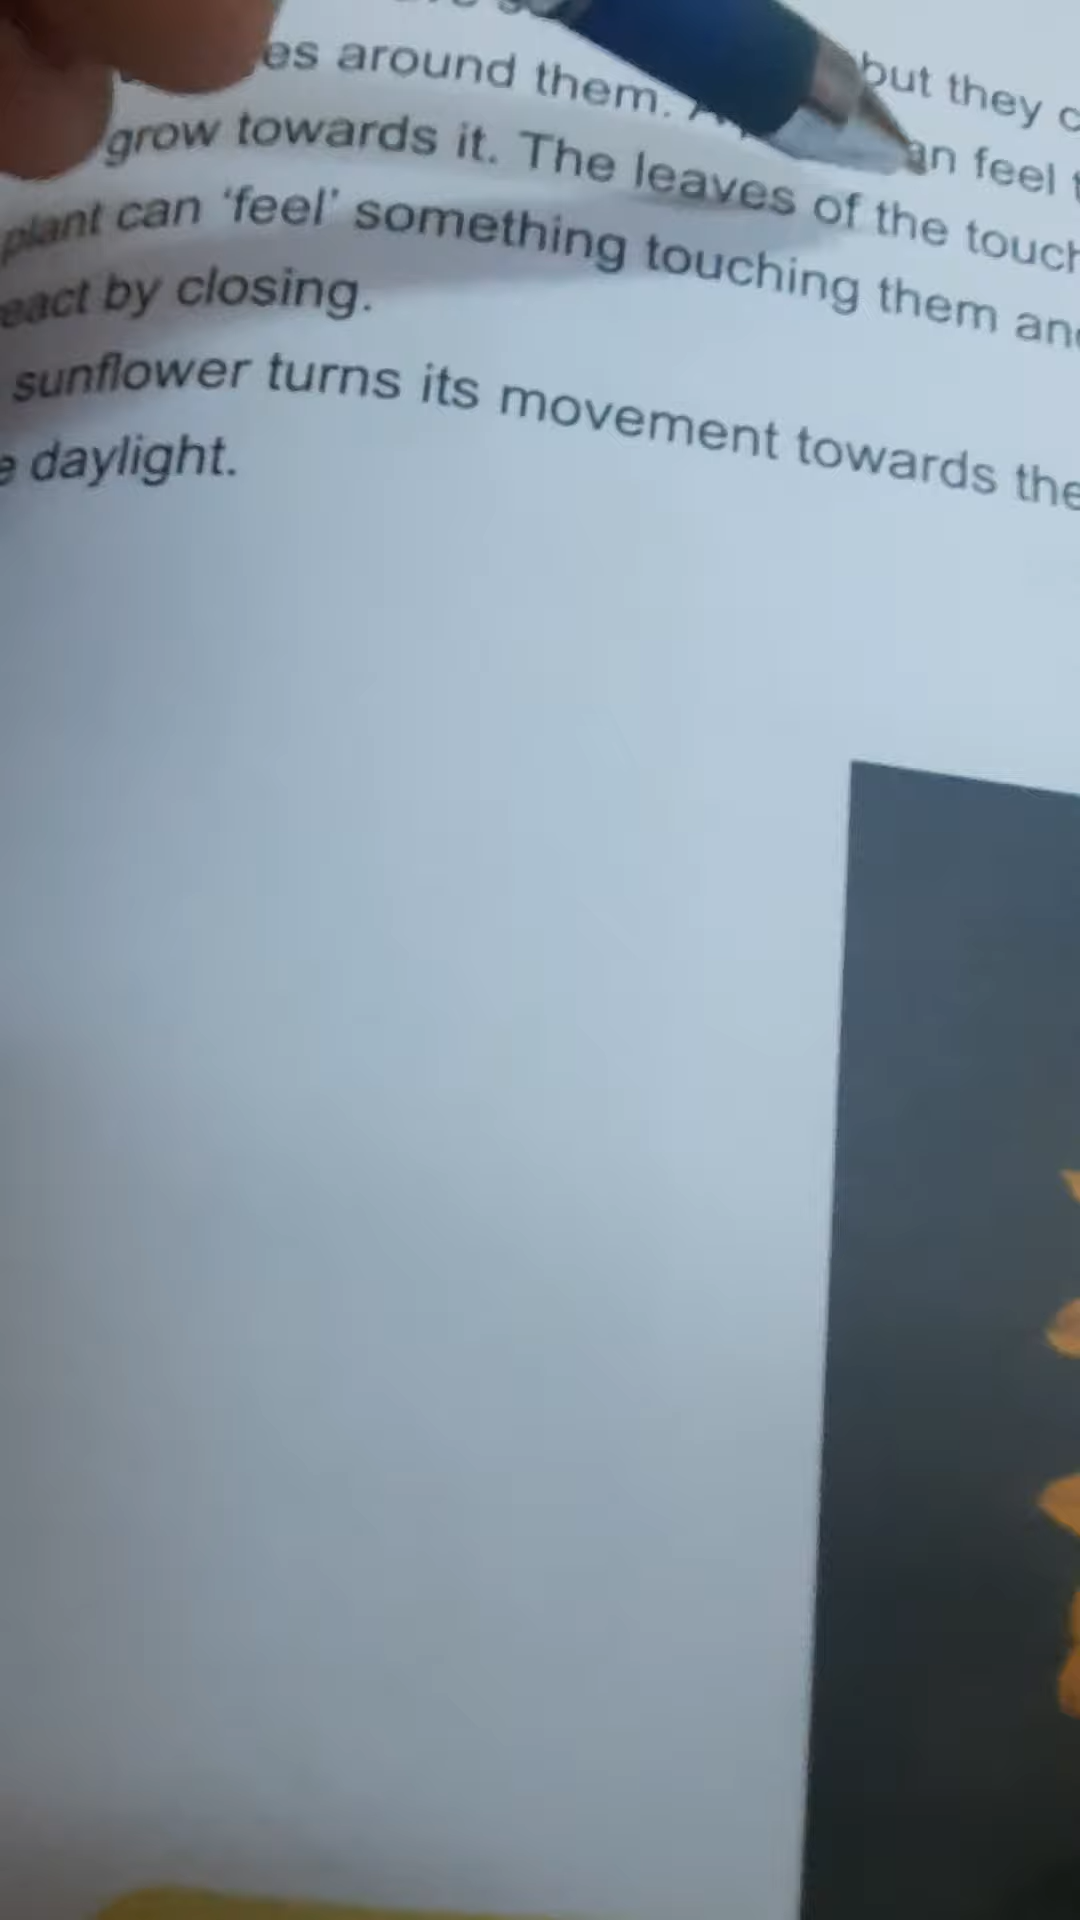 but they
around them. an feel
grow towards it. The leaves of the touch
plant can ‘feel’ something touching them an
eact by closing.
sunflower turns its movement towards the
daylight.